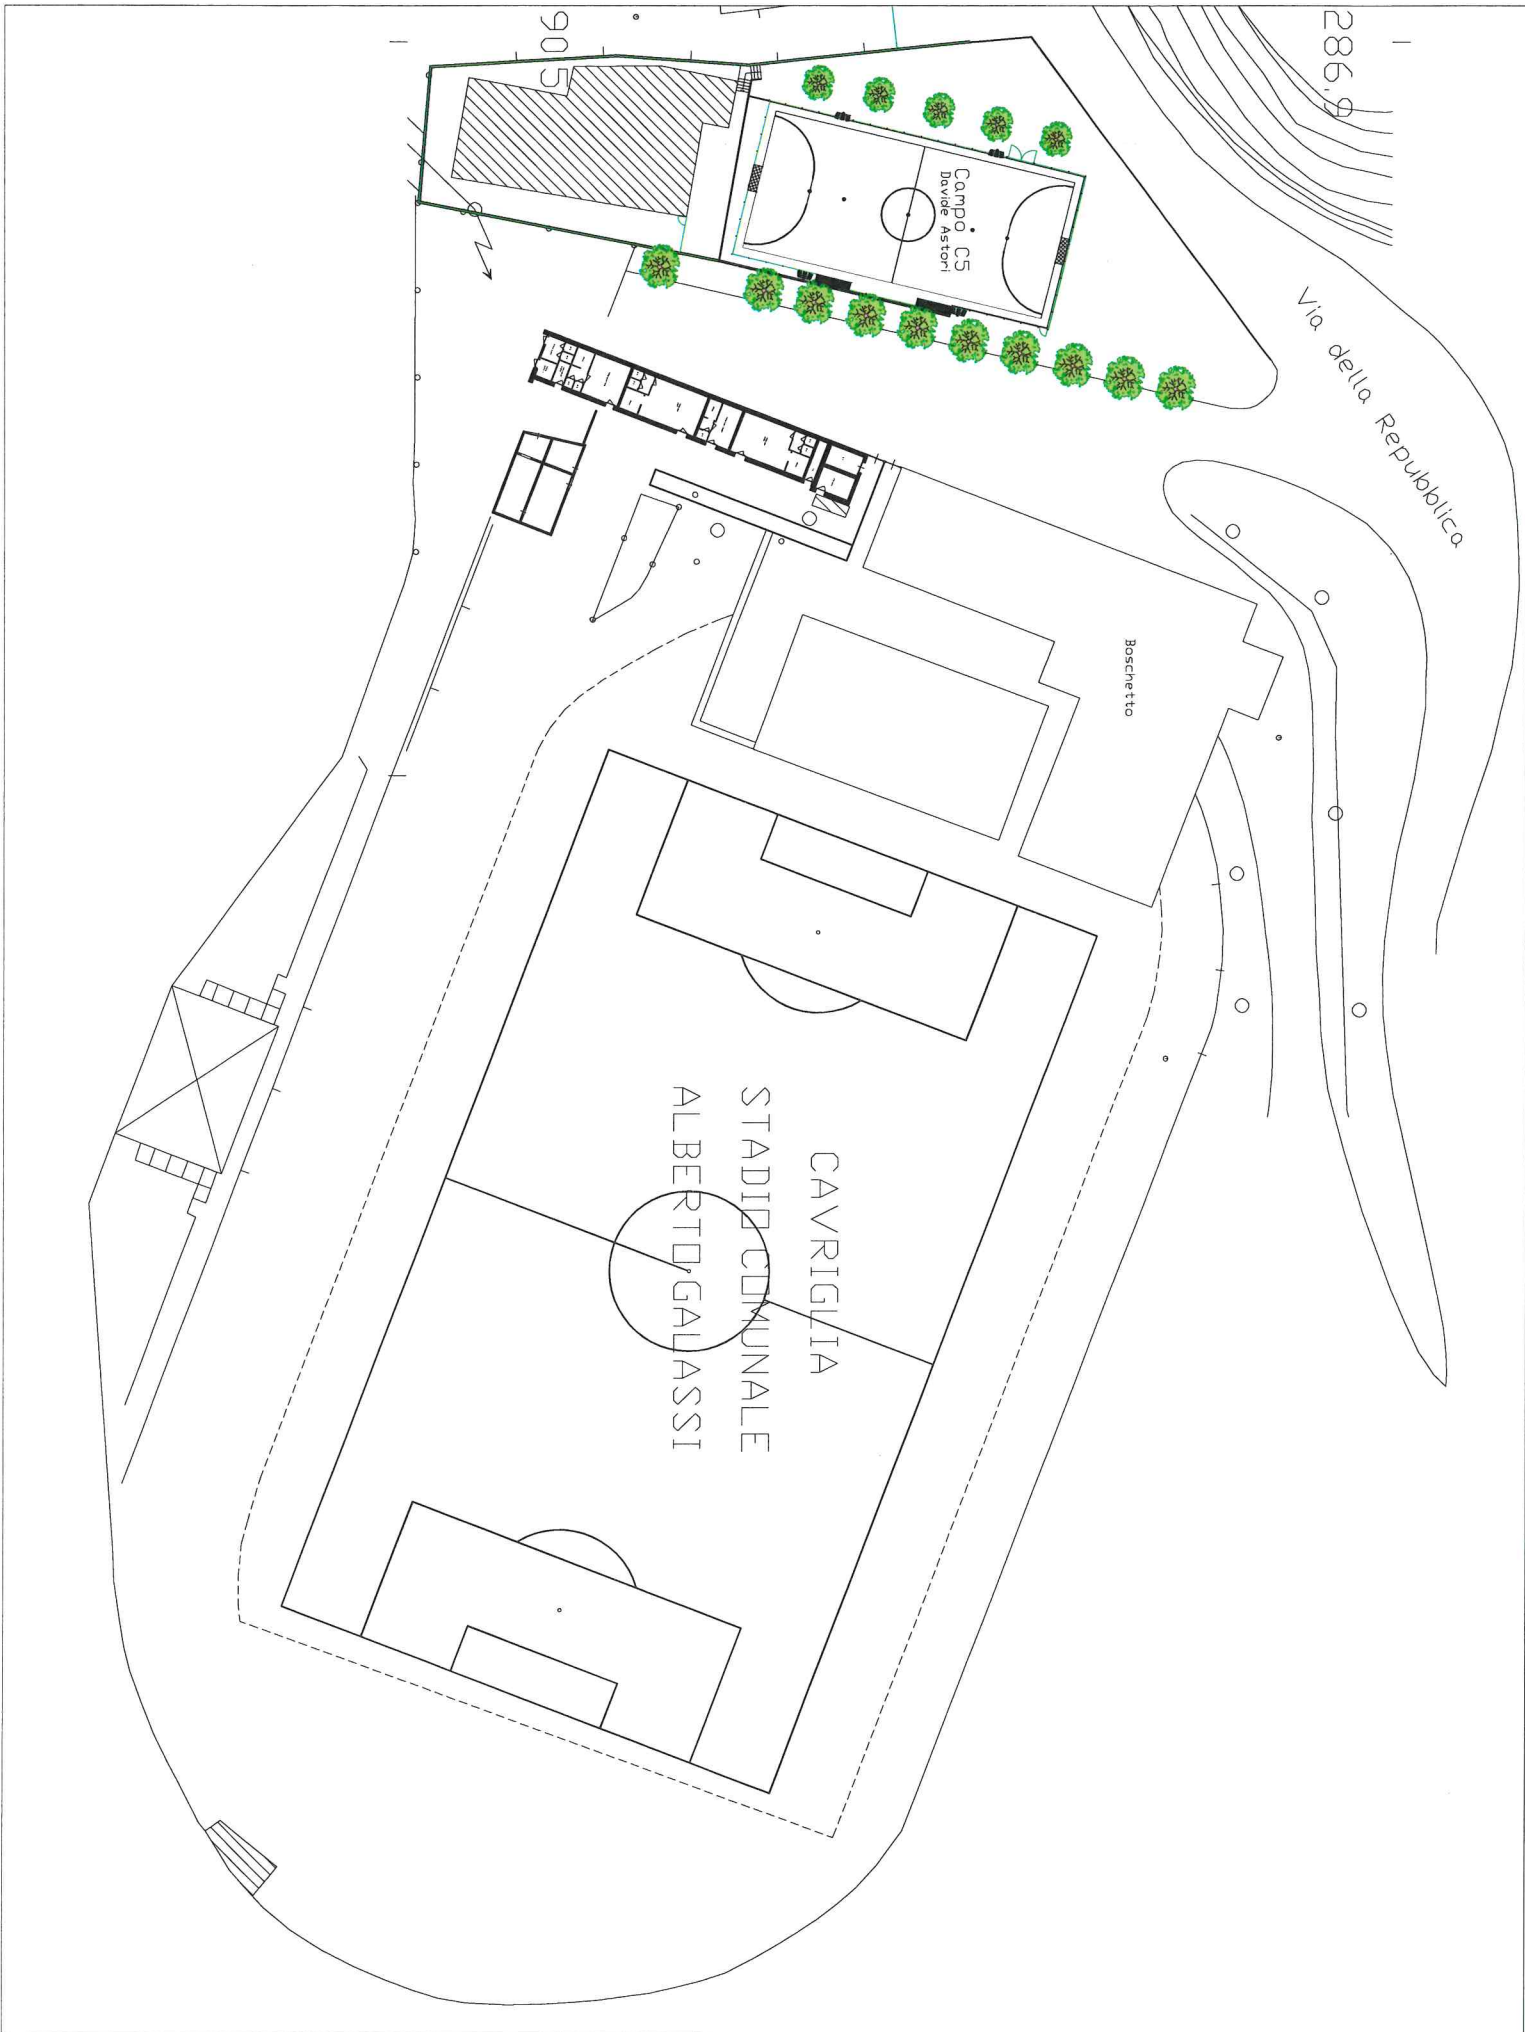 905
286.9
Campo C5
Davide Astori
Via della Repubblica
Boschetto
CAVRIGLIA
STADIO COMUNALE
ALBERTO GALASSI